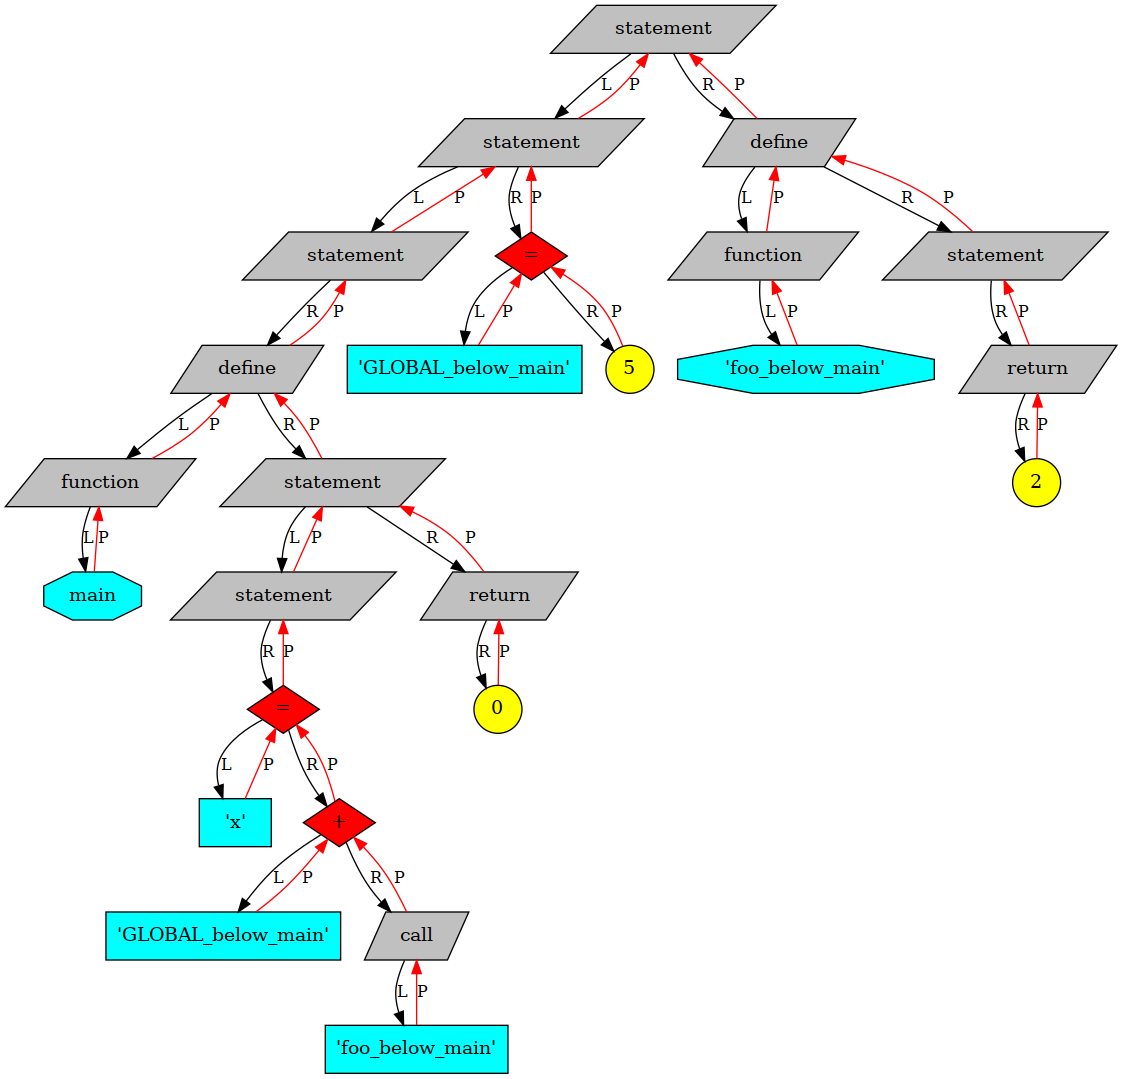 statement
L P R P
statement define
L P R P L P R P
statement = function statement
R P L P R P L P R P
define 'GLOBAL_below_main' 5 'foo_below_main' return
L P R P R P
function statement 2
L P L P R P
main statement return
R P R P
= 0
L P R P
'x' +
L P R P
'GLOBAL_below_main' call
L P
'foo_below_main'